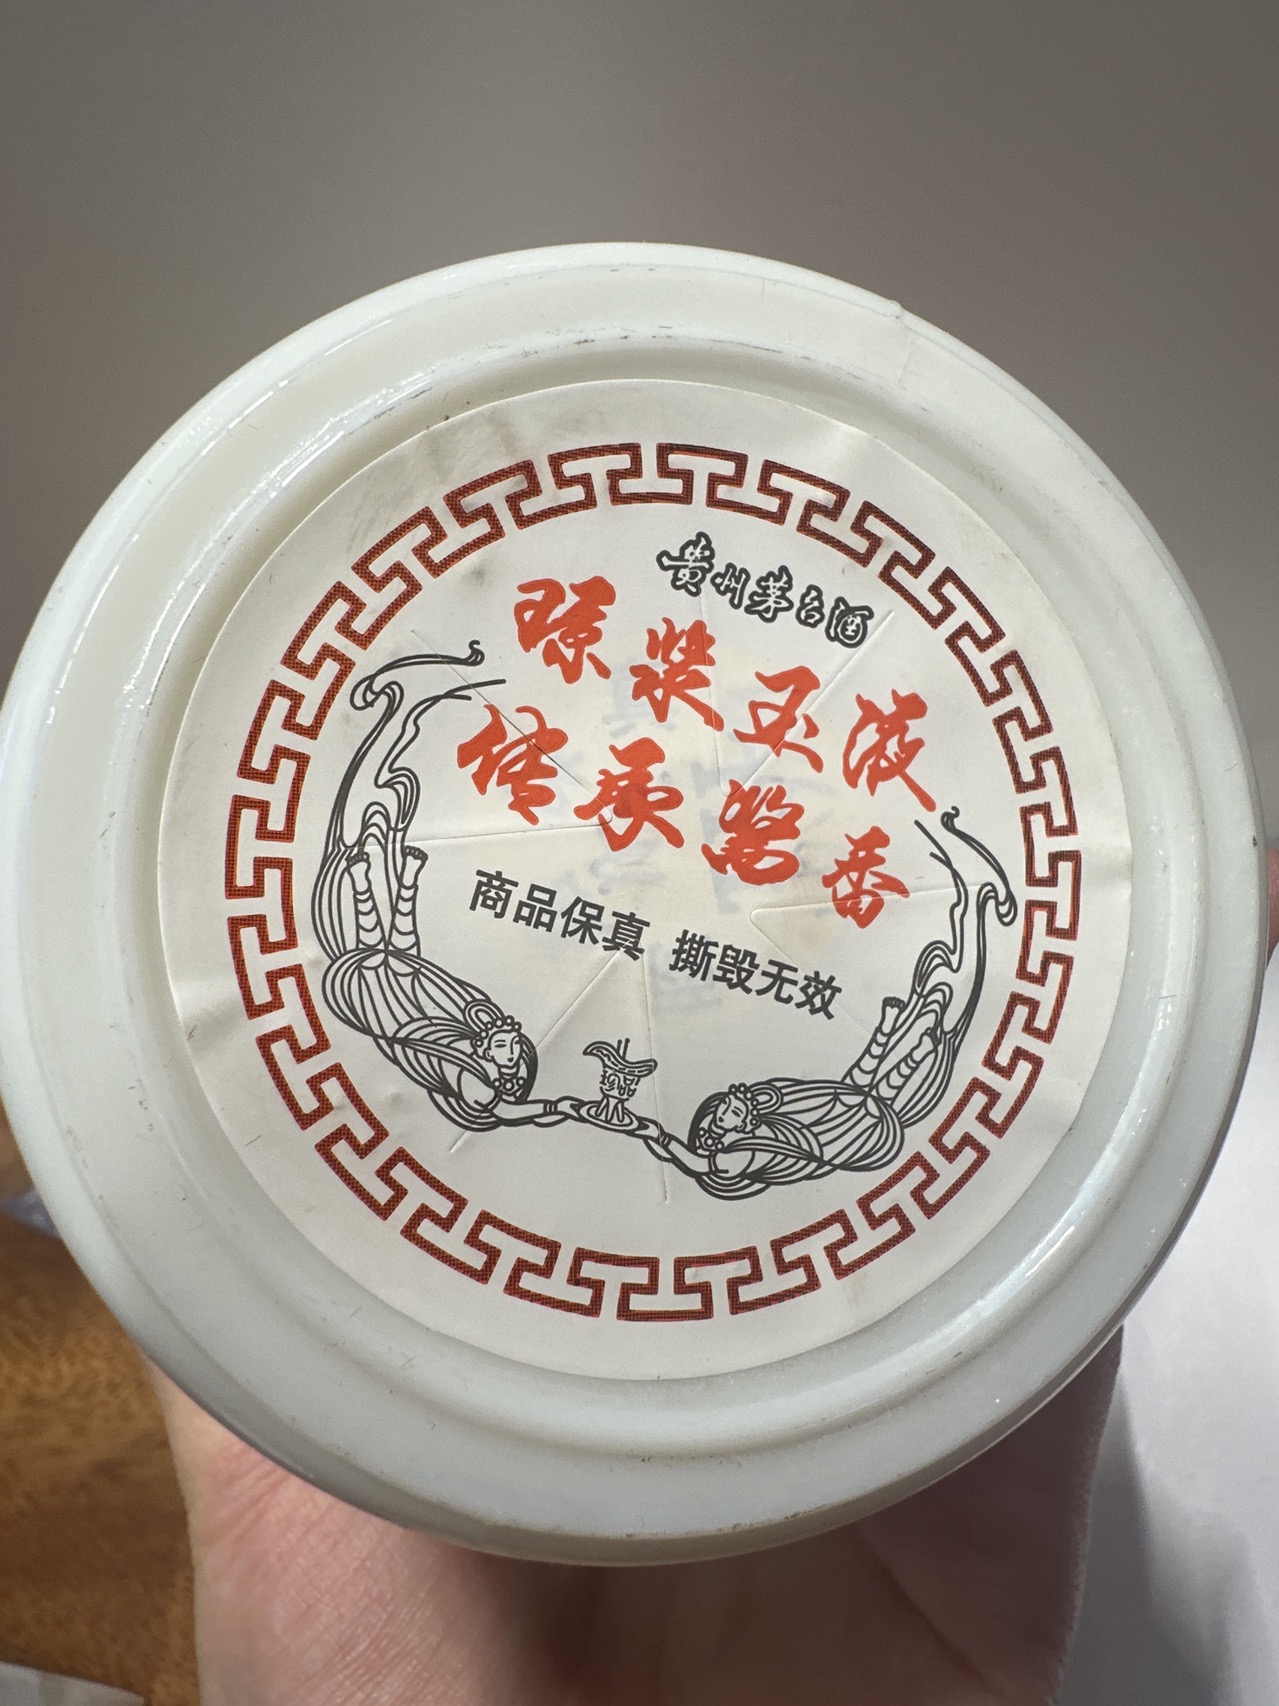 贵州茅台酒
琼浆玉液
传承酱香
商品保真 撕毁无效